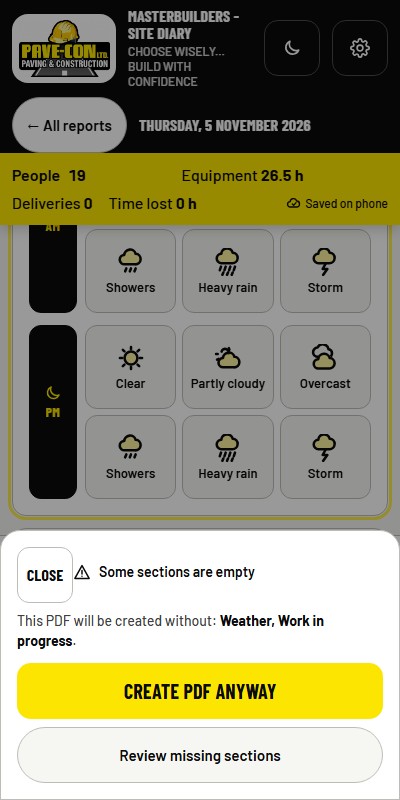 PAVE-CON LTD.
PAVING & CONSTRUCTION
MASTERBUILDERS -
SITE DIARY
CHOOSE WISELY...
BUILD WITH
CONFIDENCE
← All reports
THURSDAY, 5 NOVEMBER 2026
People 19
Equipment 26.5 h
Deliveries 0
Time lost 0 h
Saved on phone
AM
Showers
Heavy rain
Storm
PM
Clear
Partly cloudy
Overcast
Showers
Heavy rain
Storm
CLOSE
Some sections are empty
This PDF will be created without: Weather, Work in
progress.
CREATE PDF ANYWAY
Review missing sections